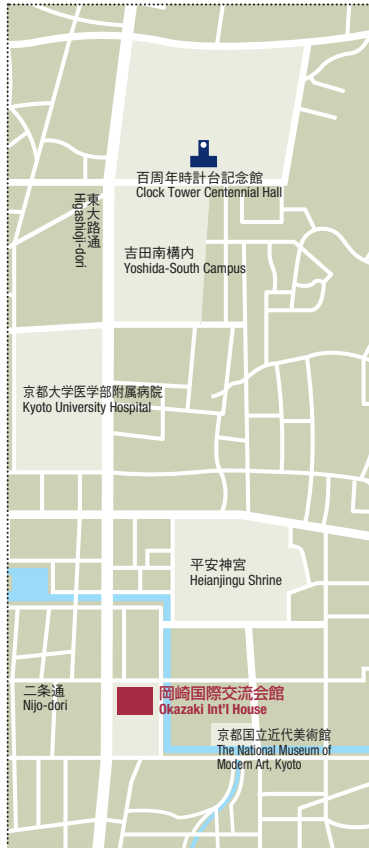 百周年時計台記念館
Clock Tower Centennial Hall
東大路通
Higashioji-dori
吉田南構内
Yoshida-South Campus
京都大学医学部附属病院
Kyoto University Hospital
平安神宮
Heianjingu Shrine
二条通
Nijo-dori
岡崎国際交流会館
Okazaki Int'l House
京都国立近代美術館
The National Museum of
Modern Art, Kyoto